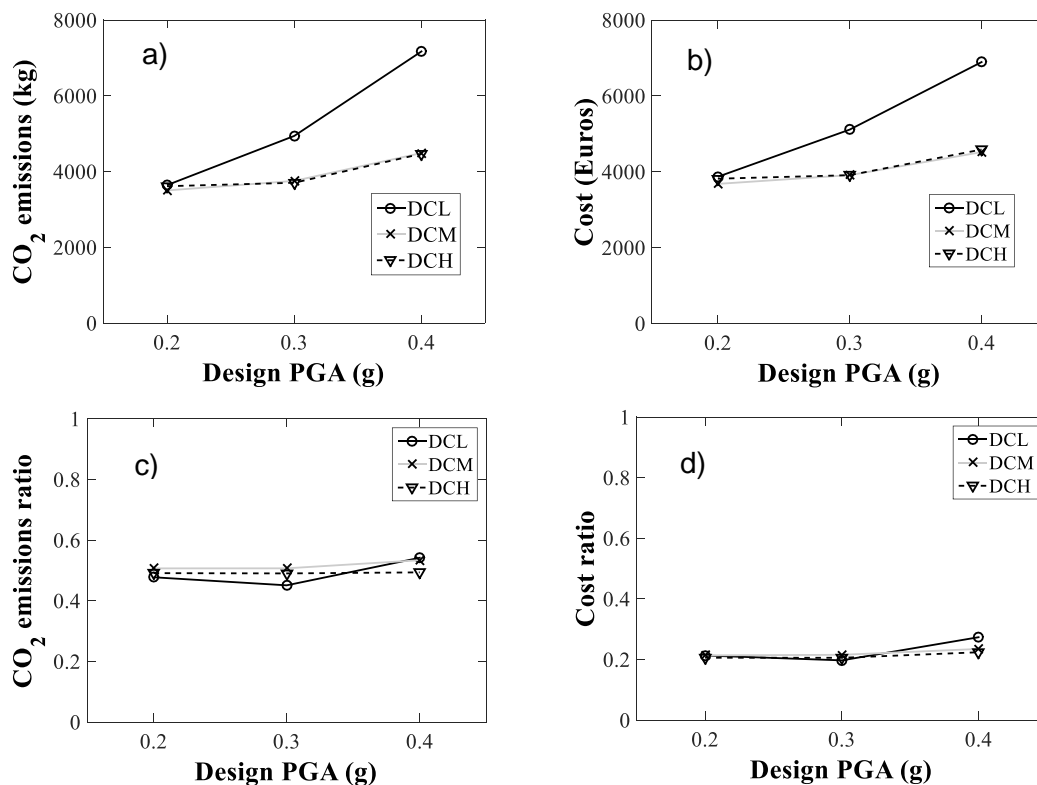 a)
CO2 emissions (kg)
8000
6000
4000
2000
0
0.2 0.3 0.4
Design PGA (g)
DCL
DCM
DCH
b)
Cost (Euros)
8000
6000
4000
2000
0
0.2 0.3 0.4
Design PGA (g)
DCL
DCM
DCH
c)
CO2 emissions ratio
1
0.8
0.6
0.4
0.2
0
0.2 0.3 0.4
Design PGA (g)
DCL
DCM
DCH
d)
Cost ratio
1
0.8
0.6
0.4
0.2
0
0.2 0.3 0.4
Design PGA (g)
DCL
DCM
DCH